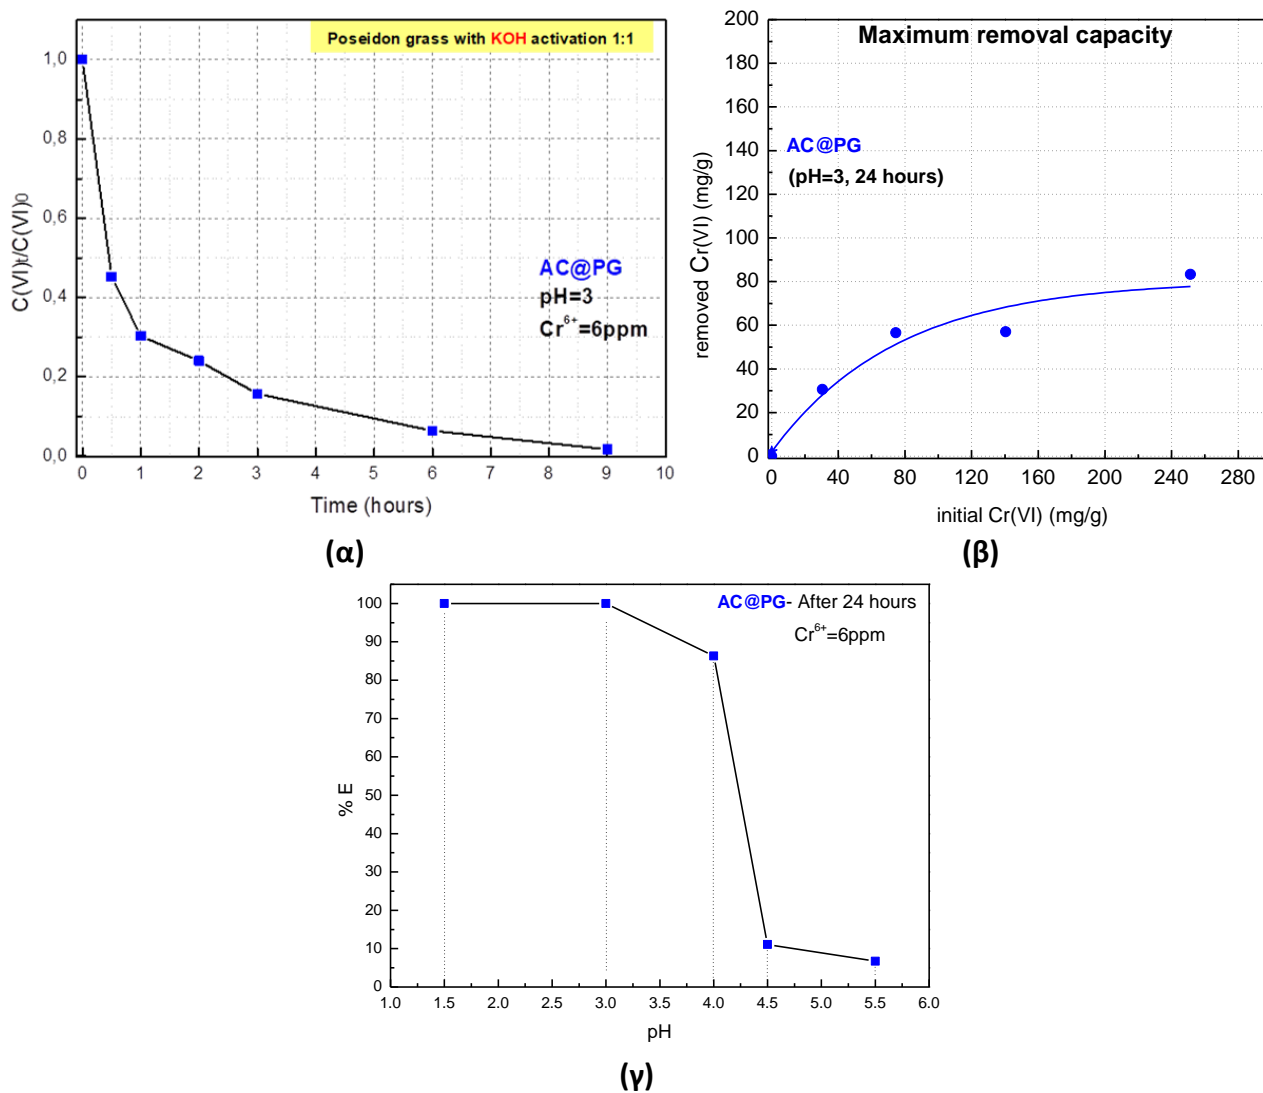 Poseidon grass with KOH activation 1:1
1,0
0,8
0,6
0,4
0,2
0,0
C(VI)t/C(VI)0
AC@PG
pH=3
Cr6+=6ppm
0 1 2 3 4 5 6 7 8 9 10
Time (hours)
(α)
Maximum removal capacity
200
180
160
140
120
100
80
60
40
20
0
removed Cr(VI) (mg/g)
AC@PG
(pH=3, 24 hours)
0 40 80 120 160 200 240 280
initial Cr(VI) (mg/g)
(β)
AC@PG- After 24 hours
Cr6+=6ppm
100
90
80
70
60
50
40
30
20
10
0
% E
1.0 1.5 2.0 2.5 3.0 3.5 4.0 4.5 5.0 5.5 6.0
pH
(γ)